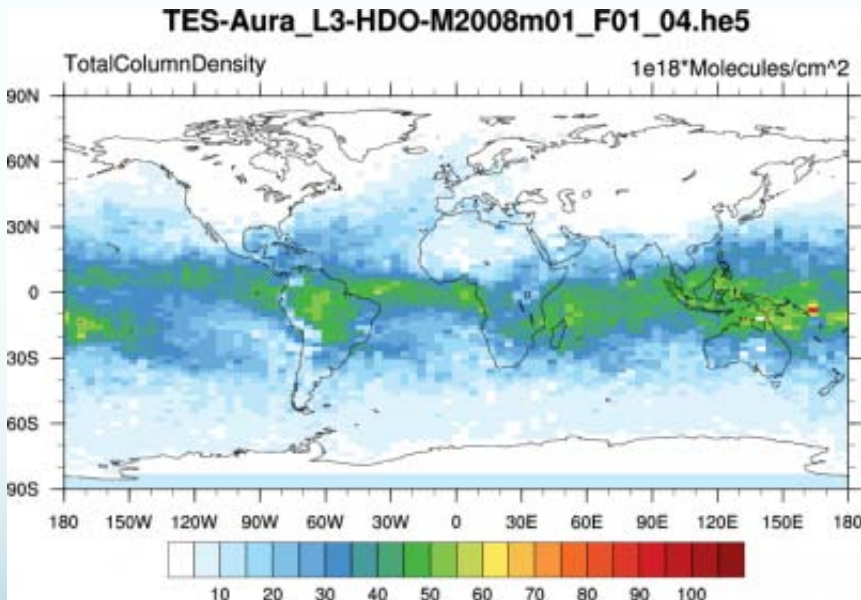 TES-Aura_L3-HDO-M2008m01_F01_04.he5
TotalColumnDensity 1e18*Molecules/cm^2
90N
60N
30N
0
30S
60S
90S
180 150W 120W 90W 60W 30W 0 30E 60E 90E 120E 150E 180
10 20 30 40 50 60 70 80 90 100